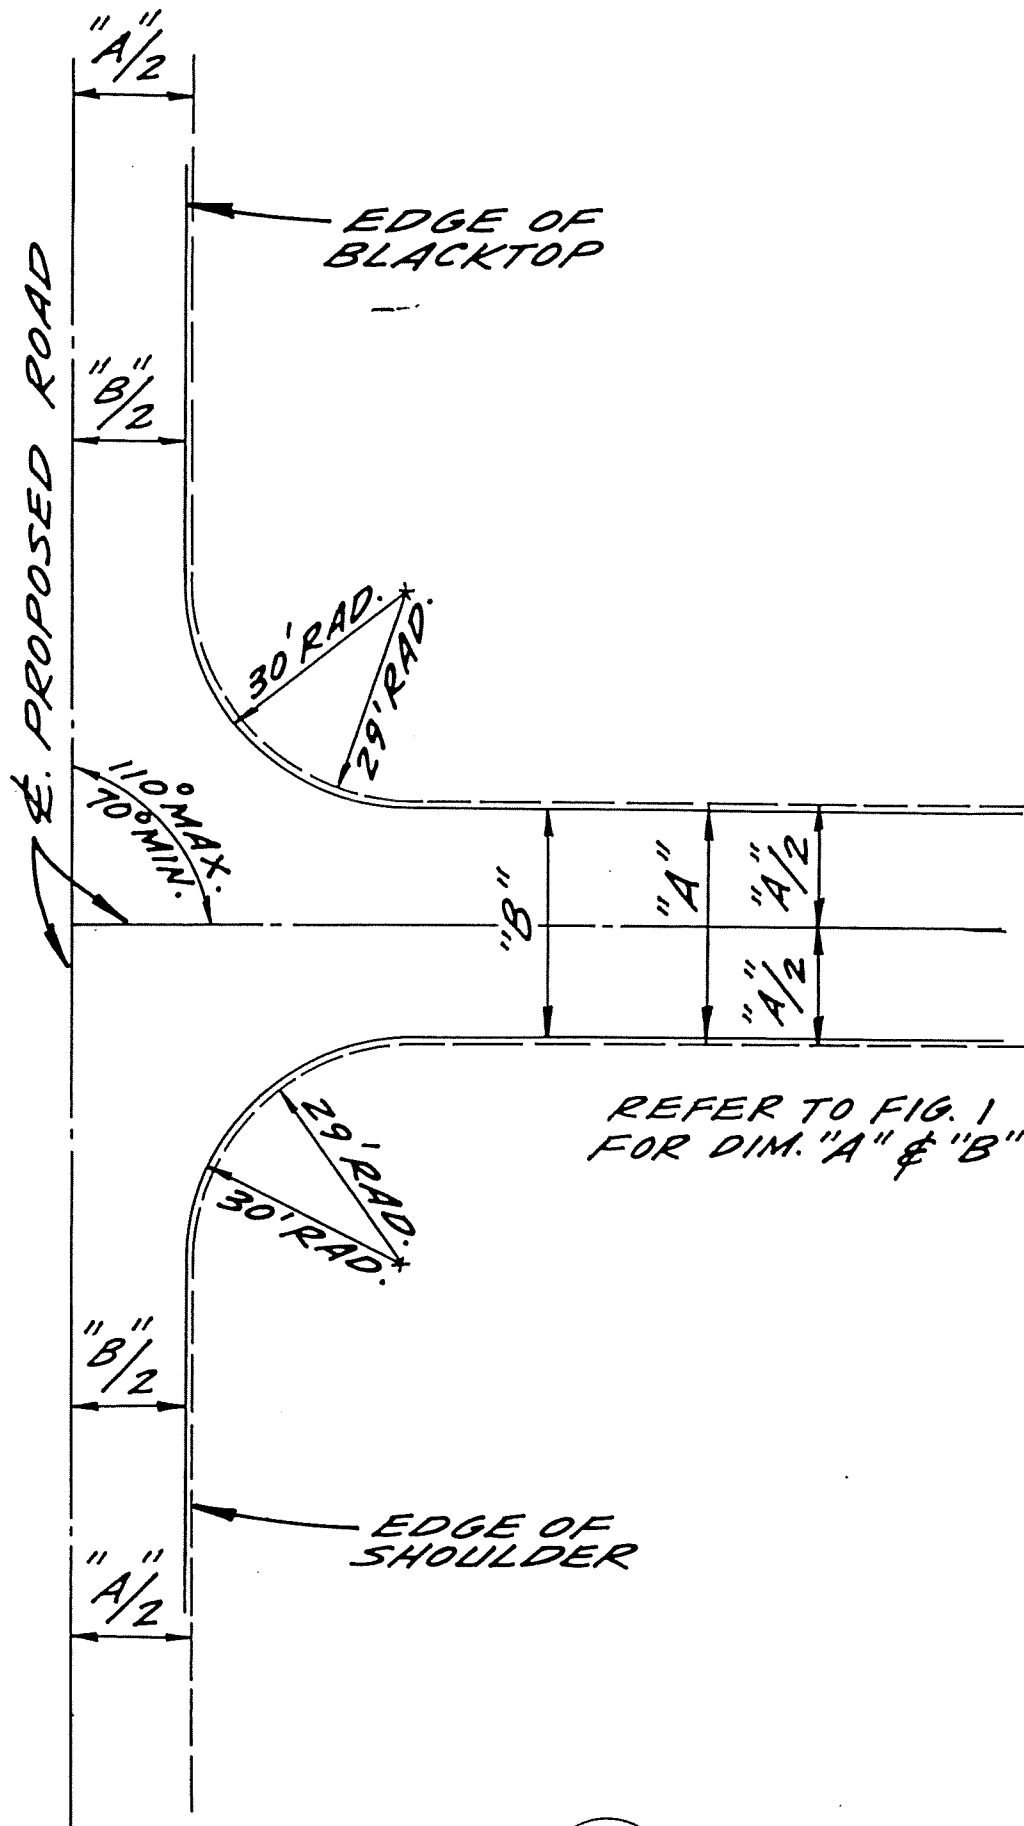 "A"/2
EDGE OF
BLACKTOP
"B"/2
℄. PROPOSED ROAD
30' RAD.
29' RAD.
110° MAX.
70° MIN.
"B"
"A"
"A"/2
"A"/2
REFER TO FIG. 1
FOR DIM. "A" & "B"
29' RAD.
30' RAD.
"B"/2
EDGE OF
SHOULDER
"A"/2